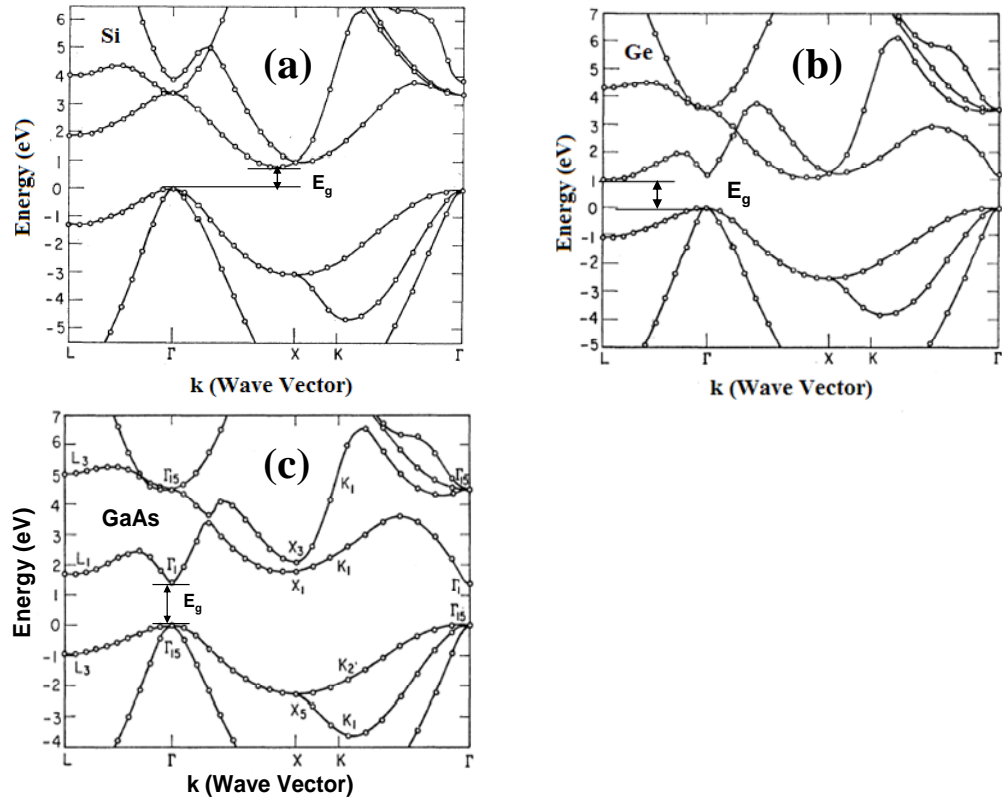 Si
(a)
6
5
4
3
2
1
0
-1
-2
-3
-4
-5
Energy (eV)
E_g
L Γ X K Γ
k (Wave Vector)
Ge
(b)
7
6
5
4
3
2
1
0
-1
-2
-3
-4
-5
Energy (eV)
E_g
L Γ X K Γ
k (Wave Vector)
GaAs
(c)
7
6
5
4
3
2
1
0
-1
-2
-3
-4
Energy (eV)
L₃
Γ₁₅
K₁
Γ₁₅
L₁
Γ₁
X₃
K₁
X₁
Γ₁
E_g
Γ₁₅
L₃
Γ₁₅
K₂'
X₅
K₁
L Γ X K Γ
k (Wave Vector)